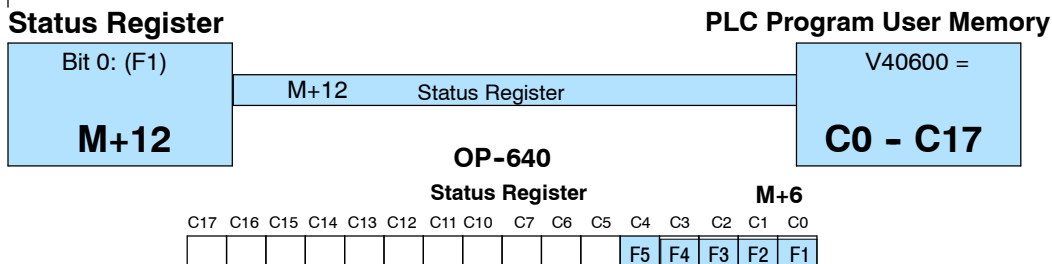 Status Register
PLC Program User Memory
Bit 0: (F1)
V40600 =
M+12 Status Register
M+12
C0 - C17
OP-640
Status Register M+6
C17 C16 C15 C14 C13 C12 C11 C10 C7 C6 C5 C4 C3 C2 C1 C0
F5 F4 F3 F2 F1